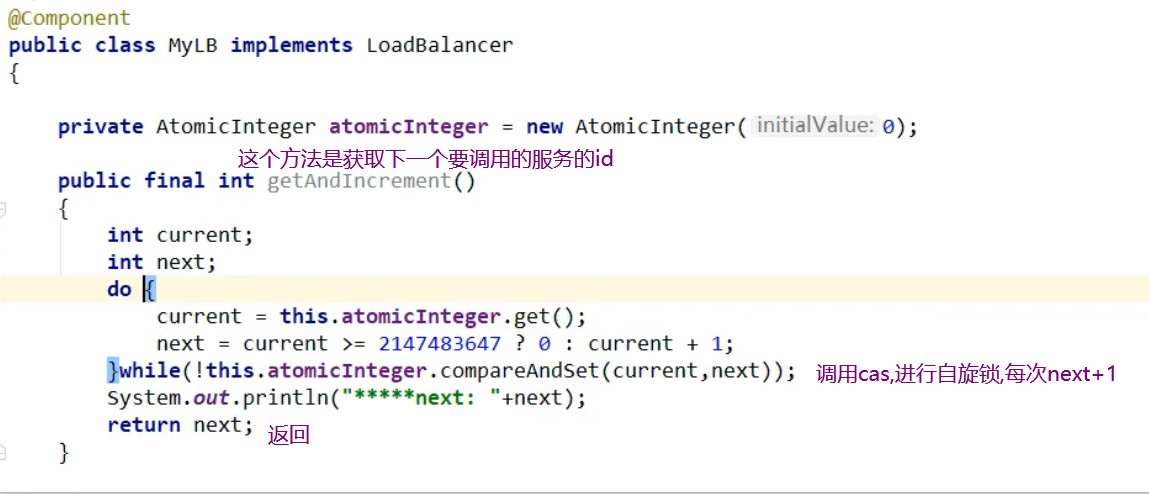 @Component
public class MyLB implements LoadBalancer
{
private AtomicInteger atomicInteger = new AtomicInteger( initialValue: 0);
这个方法是获取下一个要调用的服务的id
public final int getAndIncrement()
{
int current;
int next;
do {
current = this.atomicInteger.get();
next = current >= 2147483647 ? 0 : current + 1;
}while(!this.atomicInteger.compareAndSet(current,next)); 调用cas,进行自旋锁,每次next+1
System.out.println("*****next: "+next);
return next; 返回
}